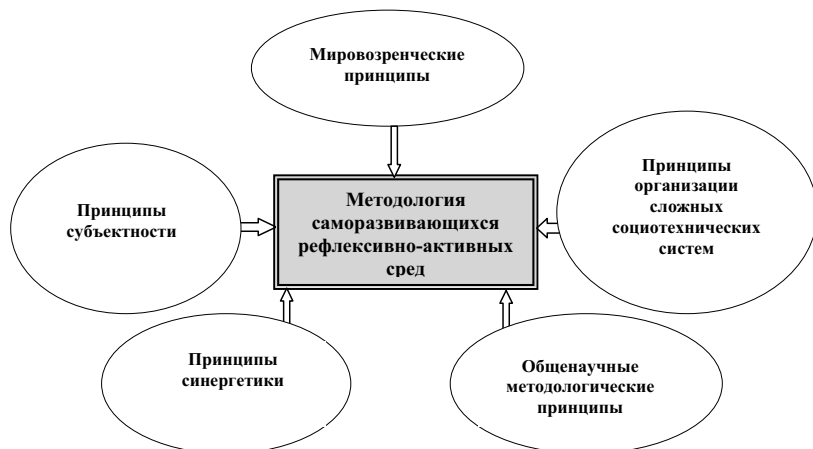 Мировозренческие
принципы
Принципы
субъектности
Методология
саморазвивающихся
рефлексивно-активных
сред
Принципы
организации
сложных
социотехнических
систем
Принципы
синергетики
Общенаучные
методологические
принципы